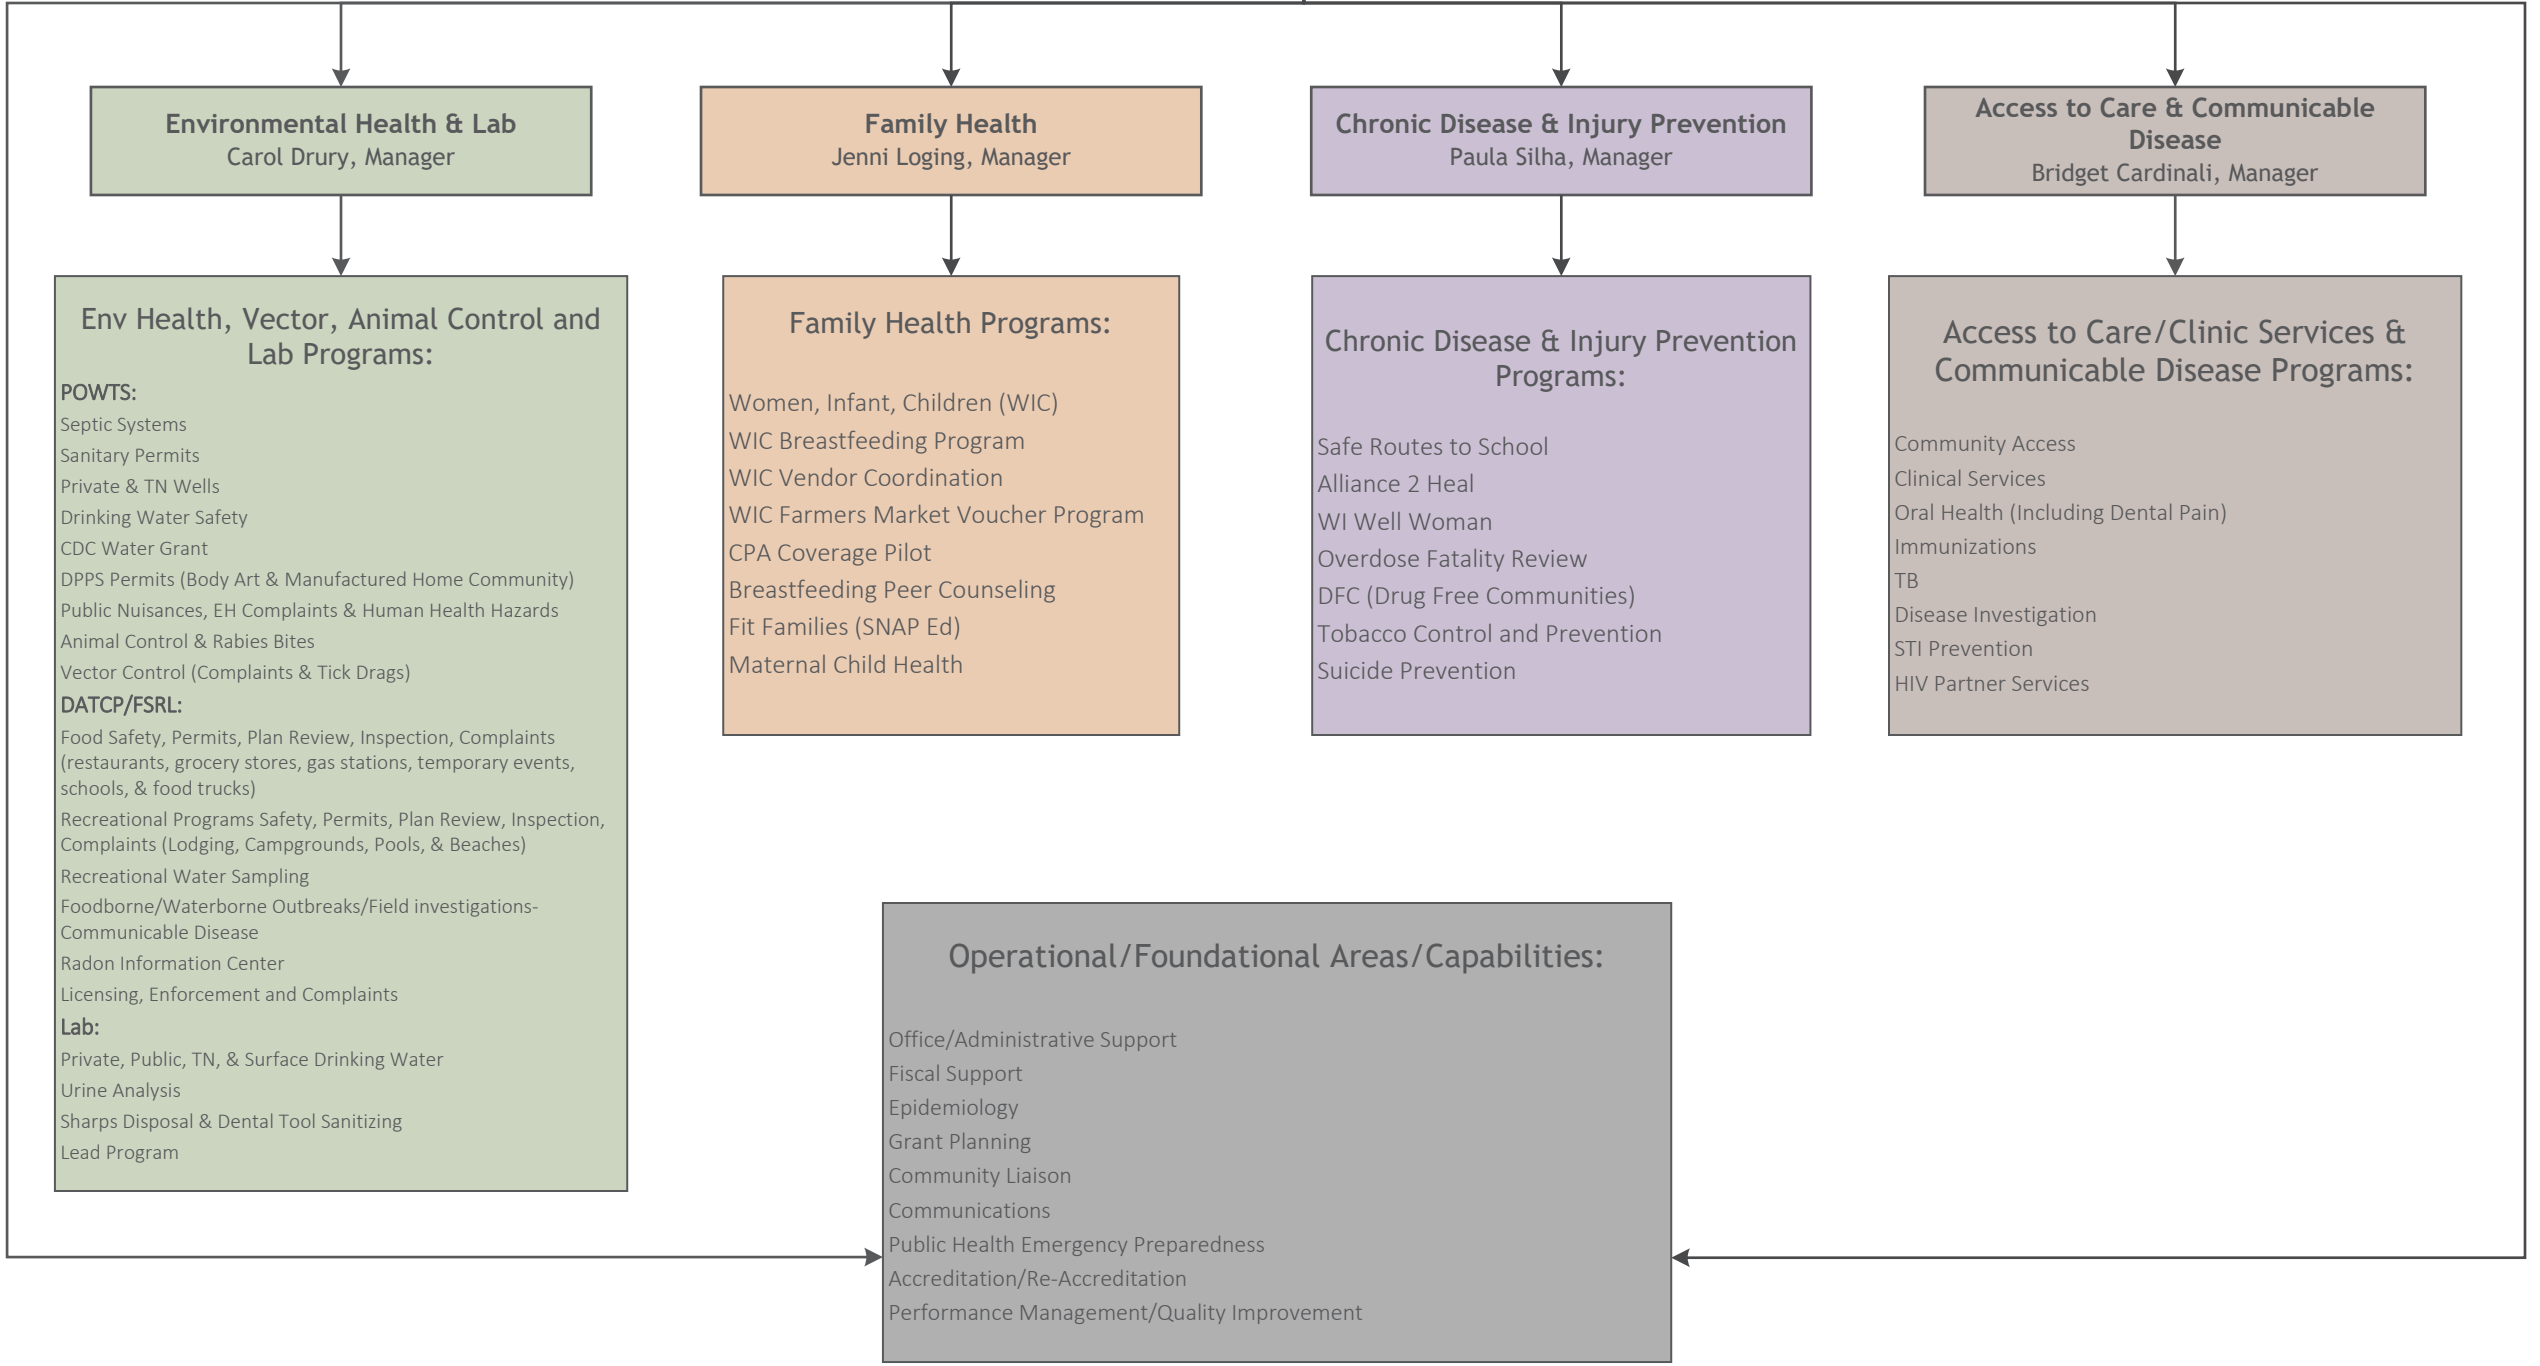 Environmental Health & Lab
Carol Drury, Manager
Family Health
Jenni Loging, Manager
Chronic Disease & Injury Prevention
Paula Silha, Manager
Access to Care & Communicable
Disease
Bridget Cardinali, Manager
Env Health, Vector, Animal Control and
Lab Programs:
POWTS:
Septic Systems
Sanitary Permits
Private & TN Wells
Drinking Water Safety
CDC Water Grant
DPPS Permits (Body Art & Manufactured Home Community)
Public Nuisances, EH Complaints & Human Health Hazards
Animal Control & Rabies Bites
Vector Control (Complaints & Tick Drags)
DATCP/FSRL:
Food Safety, Permits, Plan Review, Inspection, Complaints
(restaurants, grocery stores, gas stations, temporary events,
schools, & food trucks)
Recreational Programs Safety, Permits, Plan Review, Inspection,
Complaints (Lodging, Campgrounds, Pools, & Beaches)
Recreational Water Sampling
Foodborne/Waterborne Outbreaks/Field investigations-
Communicable Disease
Radon Information Center
Licensing, Enforcement and Complaints
Lab:
Private, Public, TN, & Surface Drinking Water
Urine Analysis
Sharps Disposal & Dental Tool Sanitizing
Lead Program
Family Health Programs:
Women, Infant, Children (WIC)
WIC Breastfeeding Program
WIC Vendor Coordination
WIC Farmers Market Voucher Program
CPA Coverage Pilot
Breastfeeding Peer Counseling
Fit Families (SNAP Ed)
Maternal Child Health
Chronic Disease & Injury Prevention
Programs:
Safe Routes to School
Alliance 2 Heal
WI Well Woman
Overdose Fatality Review
DFC (Drug Free Communities)
Tobacco Control and Prevention
Suicide Prevention
Access to Care/Clinic Services &
Communicable Disease Programs:
Community Access
Clinical Services
Oral Health (Including Dental Pain)
Immunizations
TB
Disease Investigation
STI Prevention
HIV Partner Services
Operational/Foundational Areas/Capabilities:
Office/Administrative Support
Fiscal Support
Epidemiology
Grant Planning
Community Liaison
Communications
Public Health Emergency Preparedness
Accreditation/Re-Accreditation
Performance Management/Quality Improvement